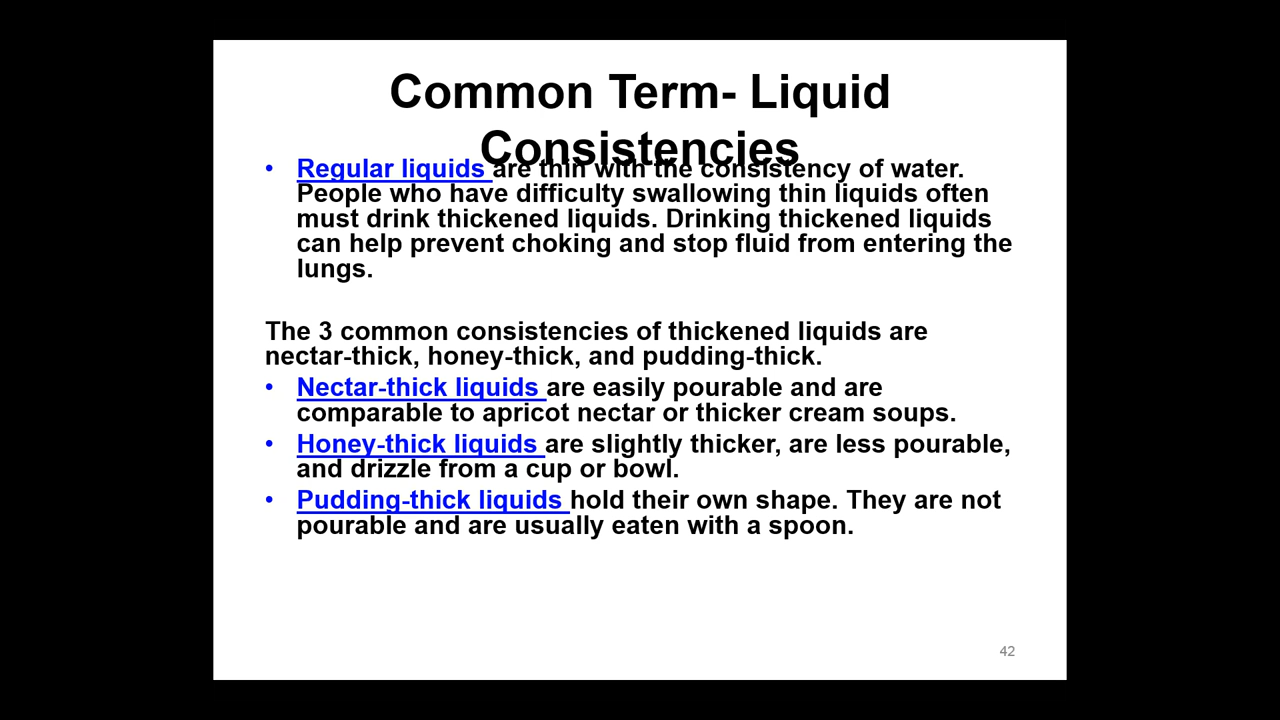 Common Term- Liquid
Consistencies
• Regular liquids are thin with the consistency of water.
People who have difficulty swallowing thin liquids often
must drink thickened liquids. Drinking thickened liquids
can help prevent choking and stop fluid from entering the
lungs.
The 3 common consistencies of thickened liquids are
nectar-thick, honey-thick, and pudding-thick.
• Nectar-thick liquids are easily pourable and are
comparable to apricot nectar or thicker cream soups.
• Honey-thick liquids are slightly thicker, are less pourable,
and drizzle from a cup or bowl.
• Pudding-thick liquids hold their own shape. They are not
pourable and are usually eaten with a spoon.
42